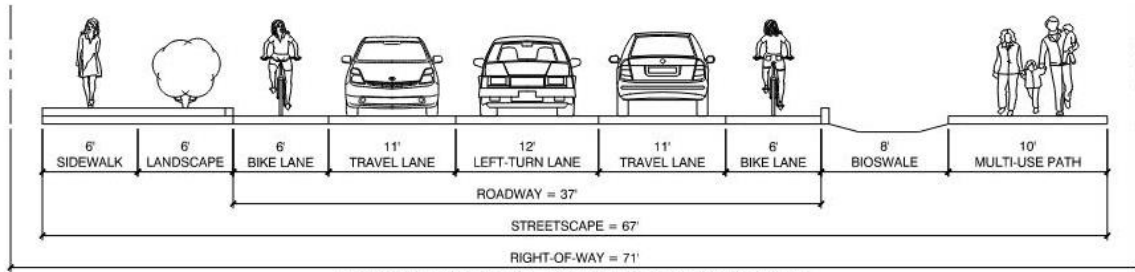 6' 6' 6' 11' 12' 11' 6' 8' 10'
SIDEWALK LANDSCAPE BIKE LANE TRAVEL LANE LEFT-TURN LANE TRAVEL LANE BIKE LANE BIOSWALE MULTI-USE PATH
ROADWAY = 37'
STREETSCAPE = 67'
RIGHT-OF-WAY = 71'